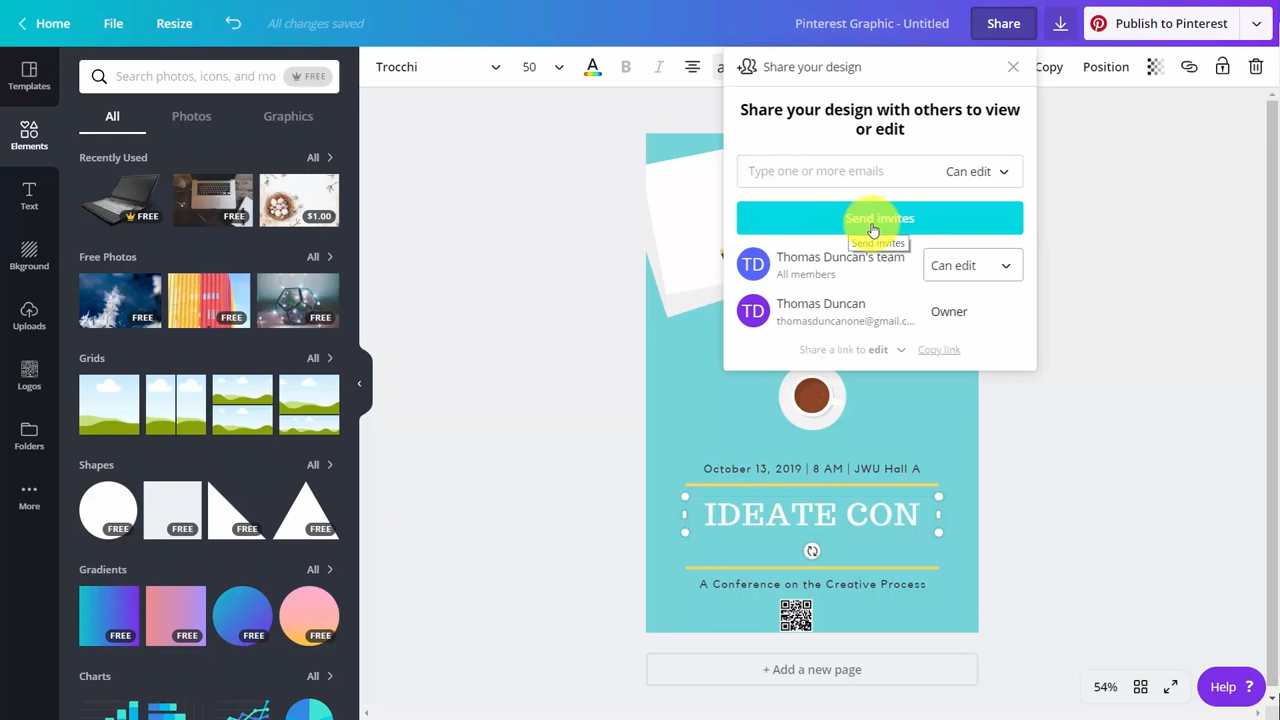 Home File Resize All changes saved Pinterest Graphic - Untitled Share Publish to Pinterest
Templates
Elements
Text
Bkground
Uploads
Logos
Folders
More
Search photos, icons, and mo FREE
All Photos Graphics
Recently Used All
FREE FREE $1.00
Free Photos All
FREE FREE FREE
Grids All
Shapes All
FREE FREE FREE FREE
Gradients All
FREE FREE FREE FREE
Charts All
Trocchi 50 A B I a Copy Position
Share your design
Share your design with others to view
or edit
Type one or more emails Can edit
Send invites
Send invites
TD Thomas Duncan's team Can edit
All members
TD Thomas Duncan Owner
thomasduncanone@gmail.c...
Share a link to edit Copy link
October 13, 2019 | 8 AM | JWU Hall A
IDEATE CON
A Conference on the Creative Process
+ Add a new page
54% Help ?